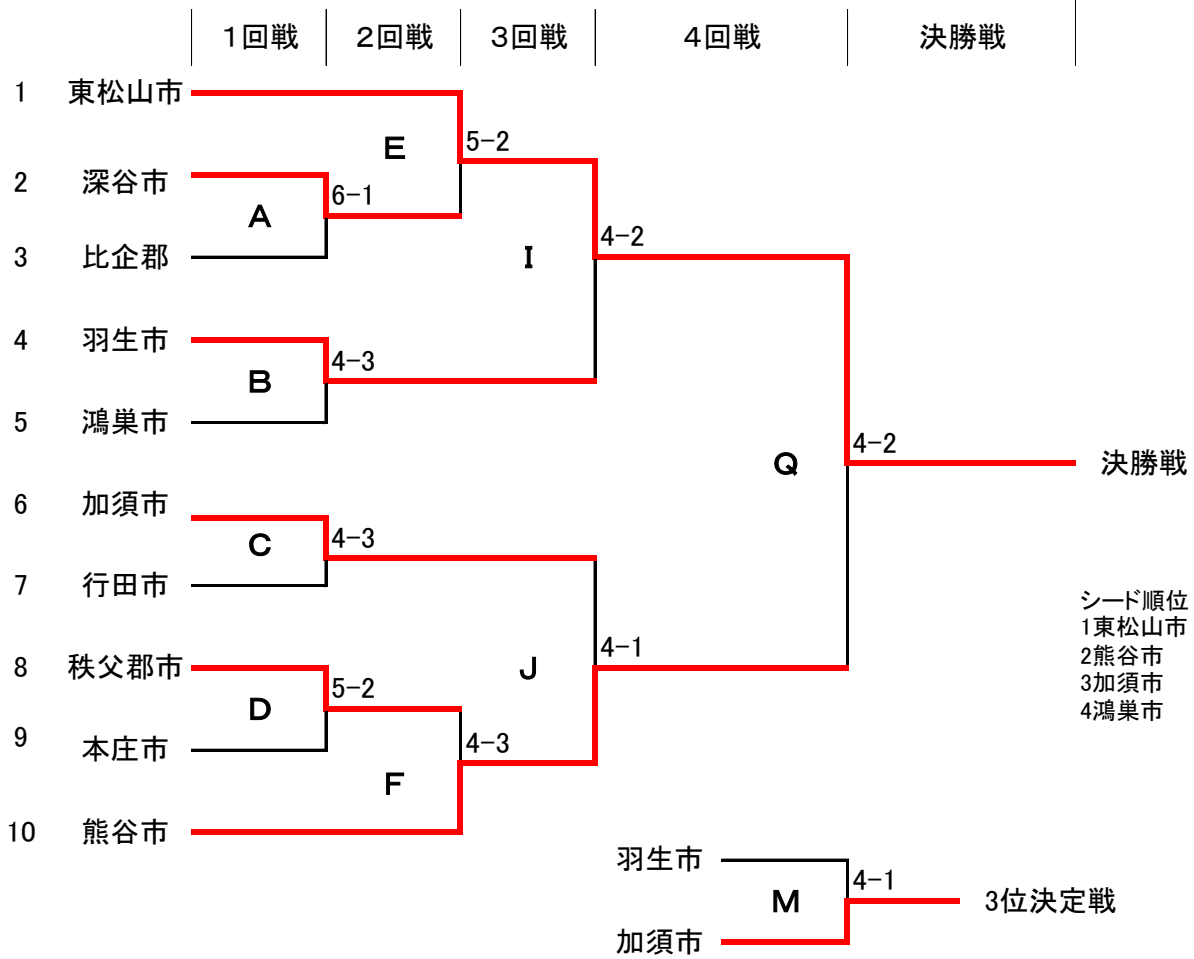 １回戦 ２回戦 ３回戦 ４回戦 決勝戦
1 東松山市
E 5-2
2 深谷市
6-1
A
3 比企郡
I 4-2
4 羽生市
4-3
B
5 鴻巣市
Q 4-2
決勝戦
6 加須市
4-3
C
7 行田市
シード順位
1東松山市
2熊谷市
3加須市
4鴻巣市
8 秩父郡市
J 4-1
5-2
D
9 本庄市
4-3
F
10 熊谷市
羽生市
4-1
M
3位決定戦
加須市